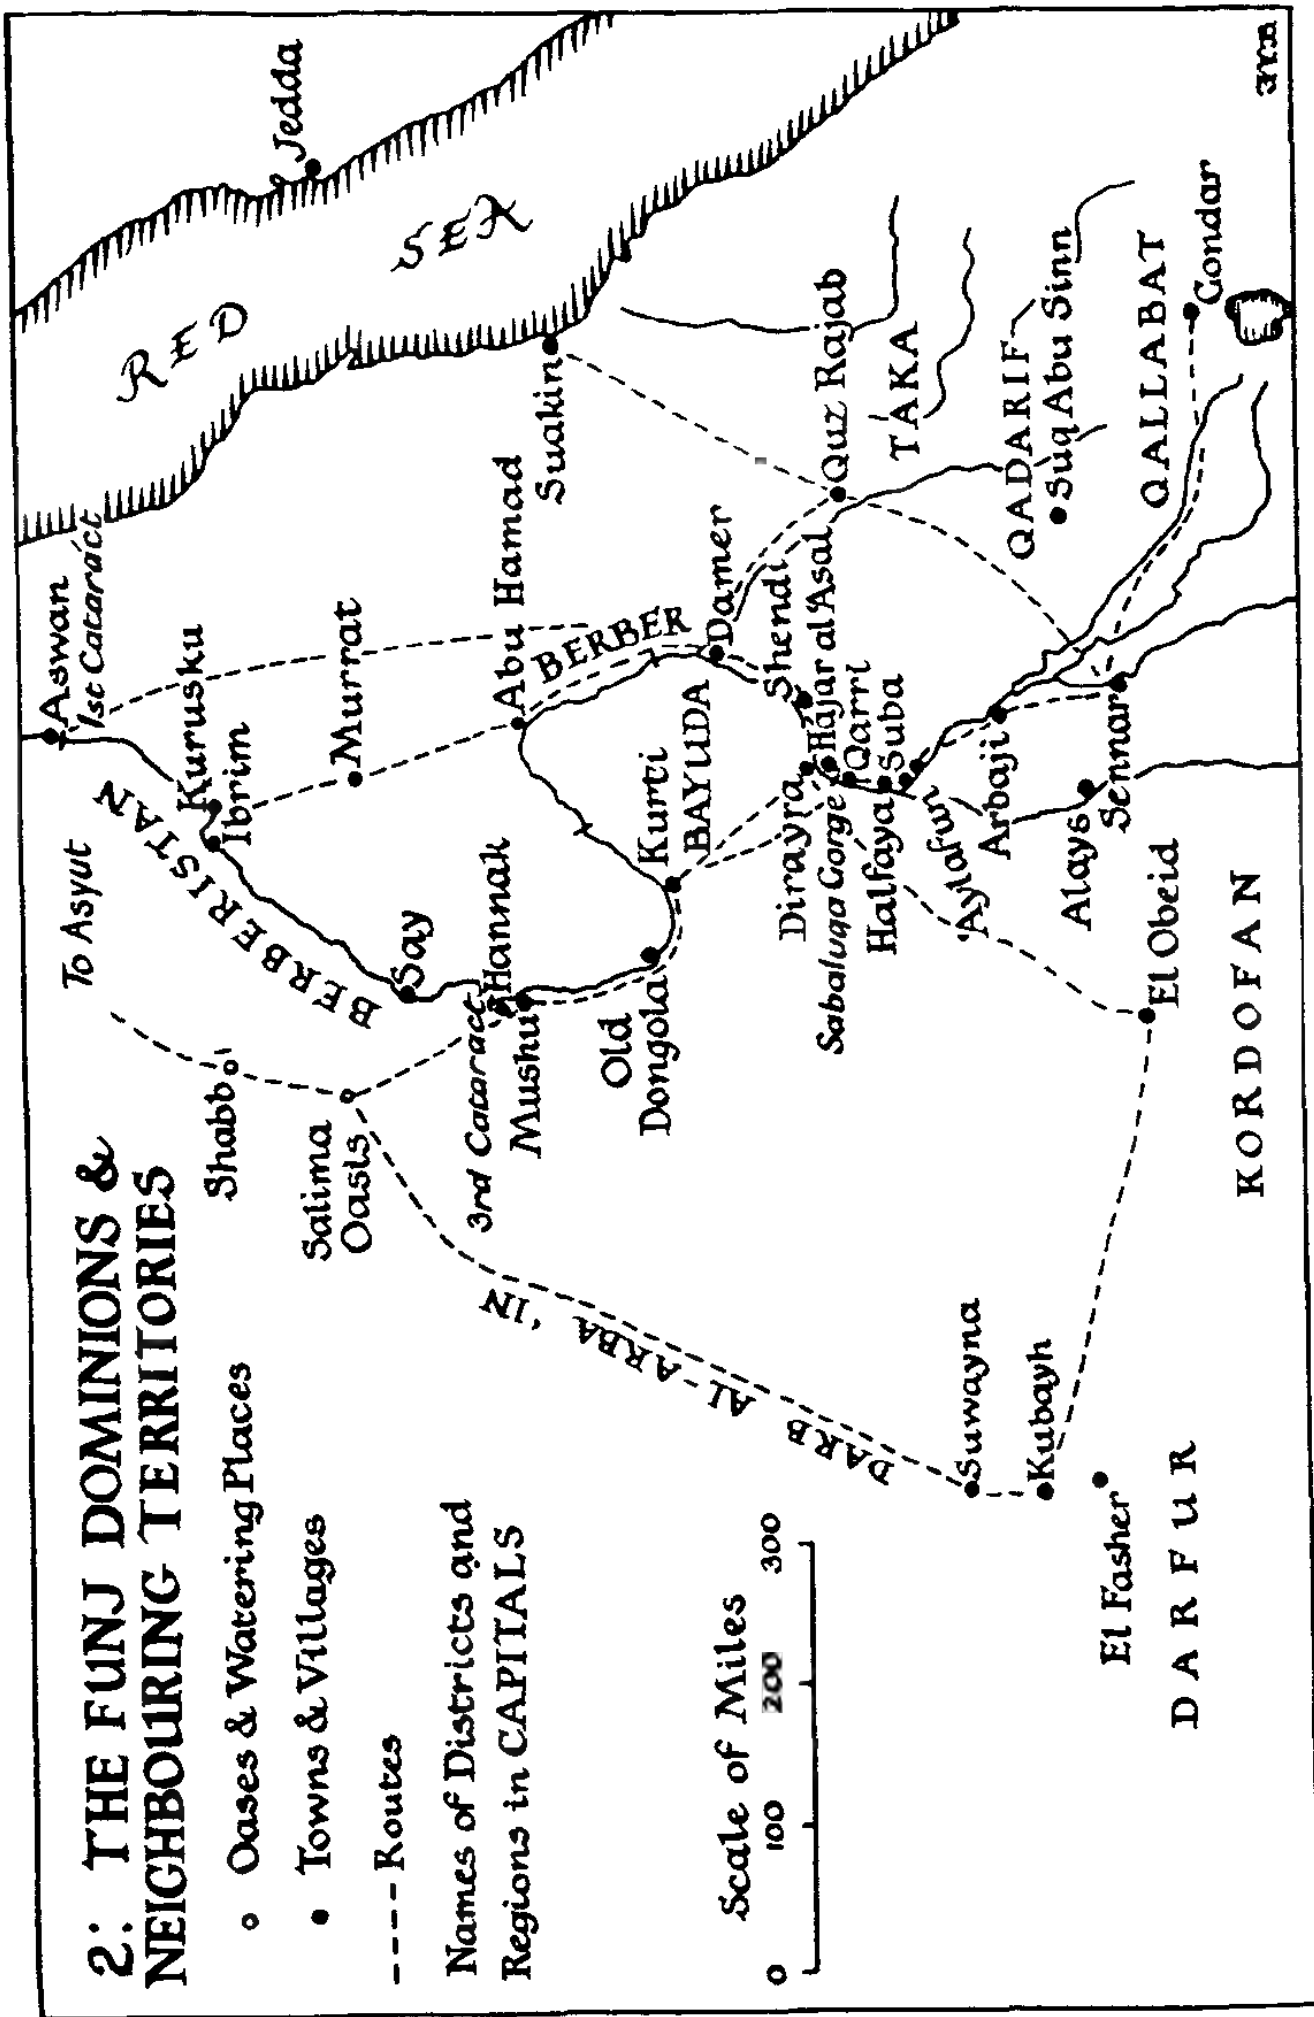 2: THE FUNJ DOMINIONS &
NEIGHBOURING TERRITORIES
Oases & Watering Places
Towns & Villages
Routes
Names of Districts and
Regions in CAPITALS
Scale of Miles
0 100 200 300
To Asyut
Shabb
Salima
Oasis
BERBERISTAN
Aswan
1st Cataract
Kurusku
Ibrim
Murrat
Say
3rd Cataract
Hannak
Mushu
Old
Dongola
Kurti
BAYUDA
Abu Hamad
BERBER
Damer
Shendi
Hajar al'Asal
Qarri
Suba
Dirayra
Sabaluqa Gorge
Halfaya
'Aylafun
Arbaji
Alays
Sennar
El Obeid
KORDOFAN
DARB AL-ARBA'IN
Suwayna
Kubayh
El Fasher
DARFUR
RED SEA
Jedda
Suakin
Quz Rajab
TAKA
QADARIF
Suq Abu Sinn
QALLABAT
Gondar